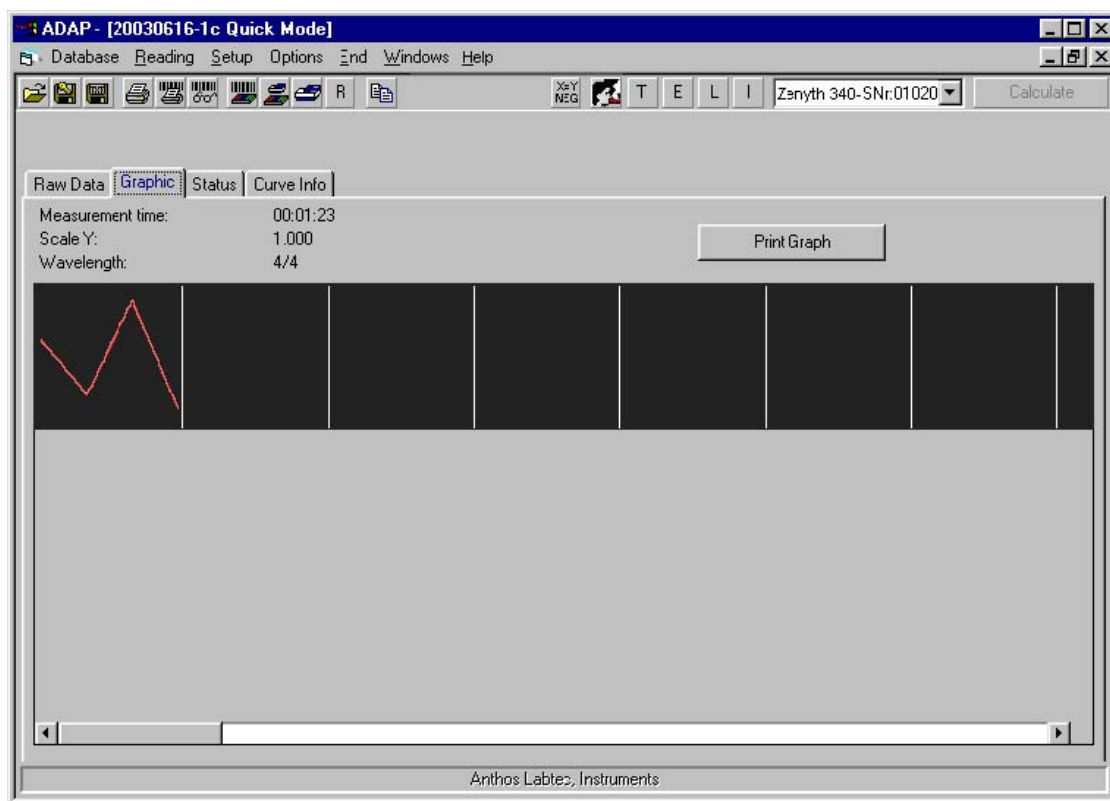 ADAP - [20030616-1c Quick Mode]
Database Reading Setup Options End Windows Help
R X=Y NEG T E L I Zenyth 340-SNr:01020 Calculate
Raw Data Graphic Status Curve Info
Measurement time: 00:01:23
Scale Y: 1.000
Print Graph
Wavelength: 4/4
Anthos Labtec, Instruments